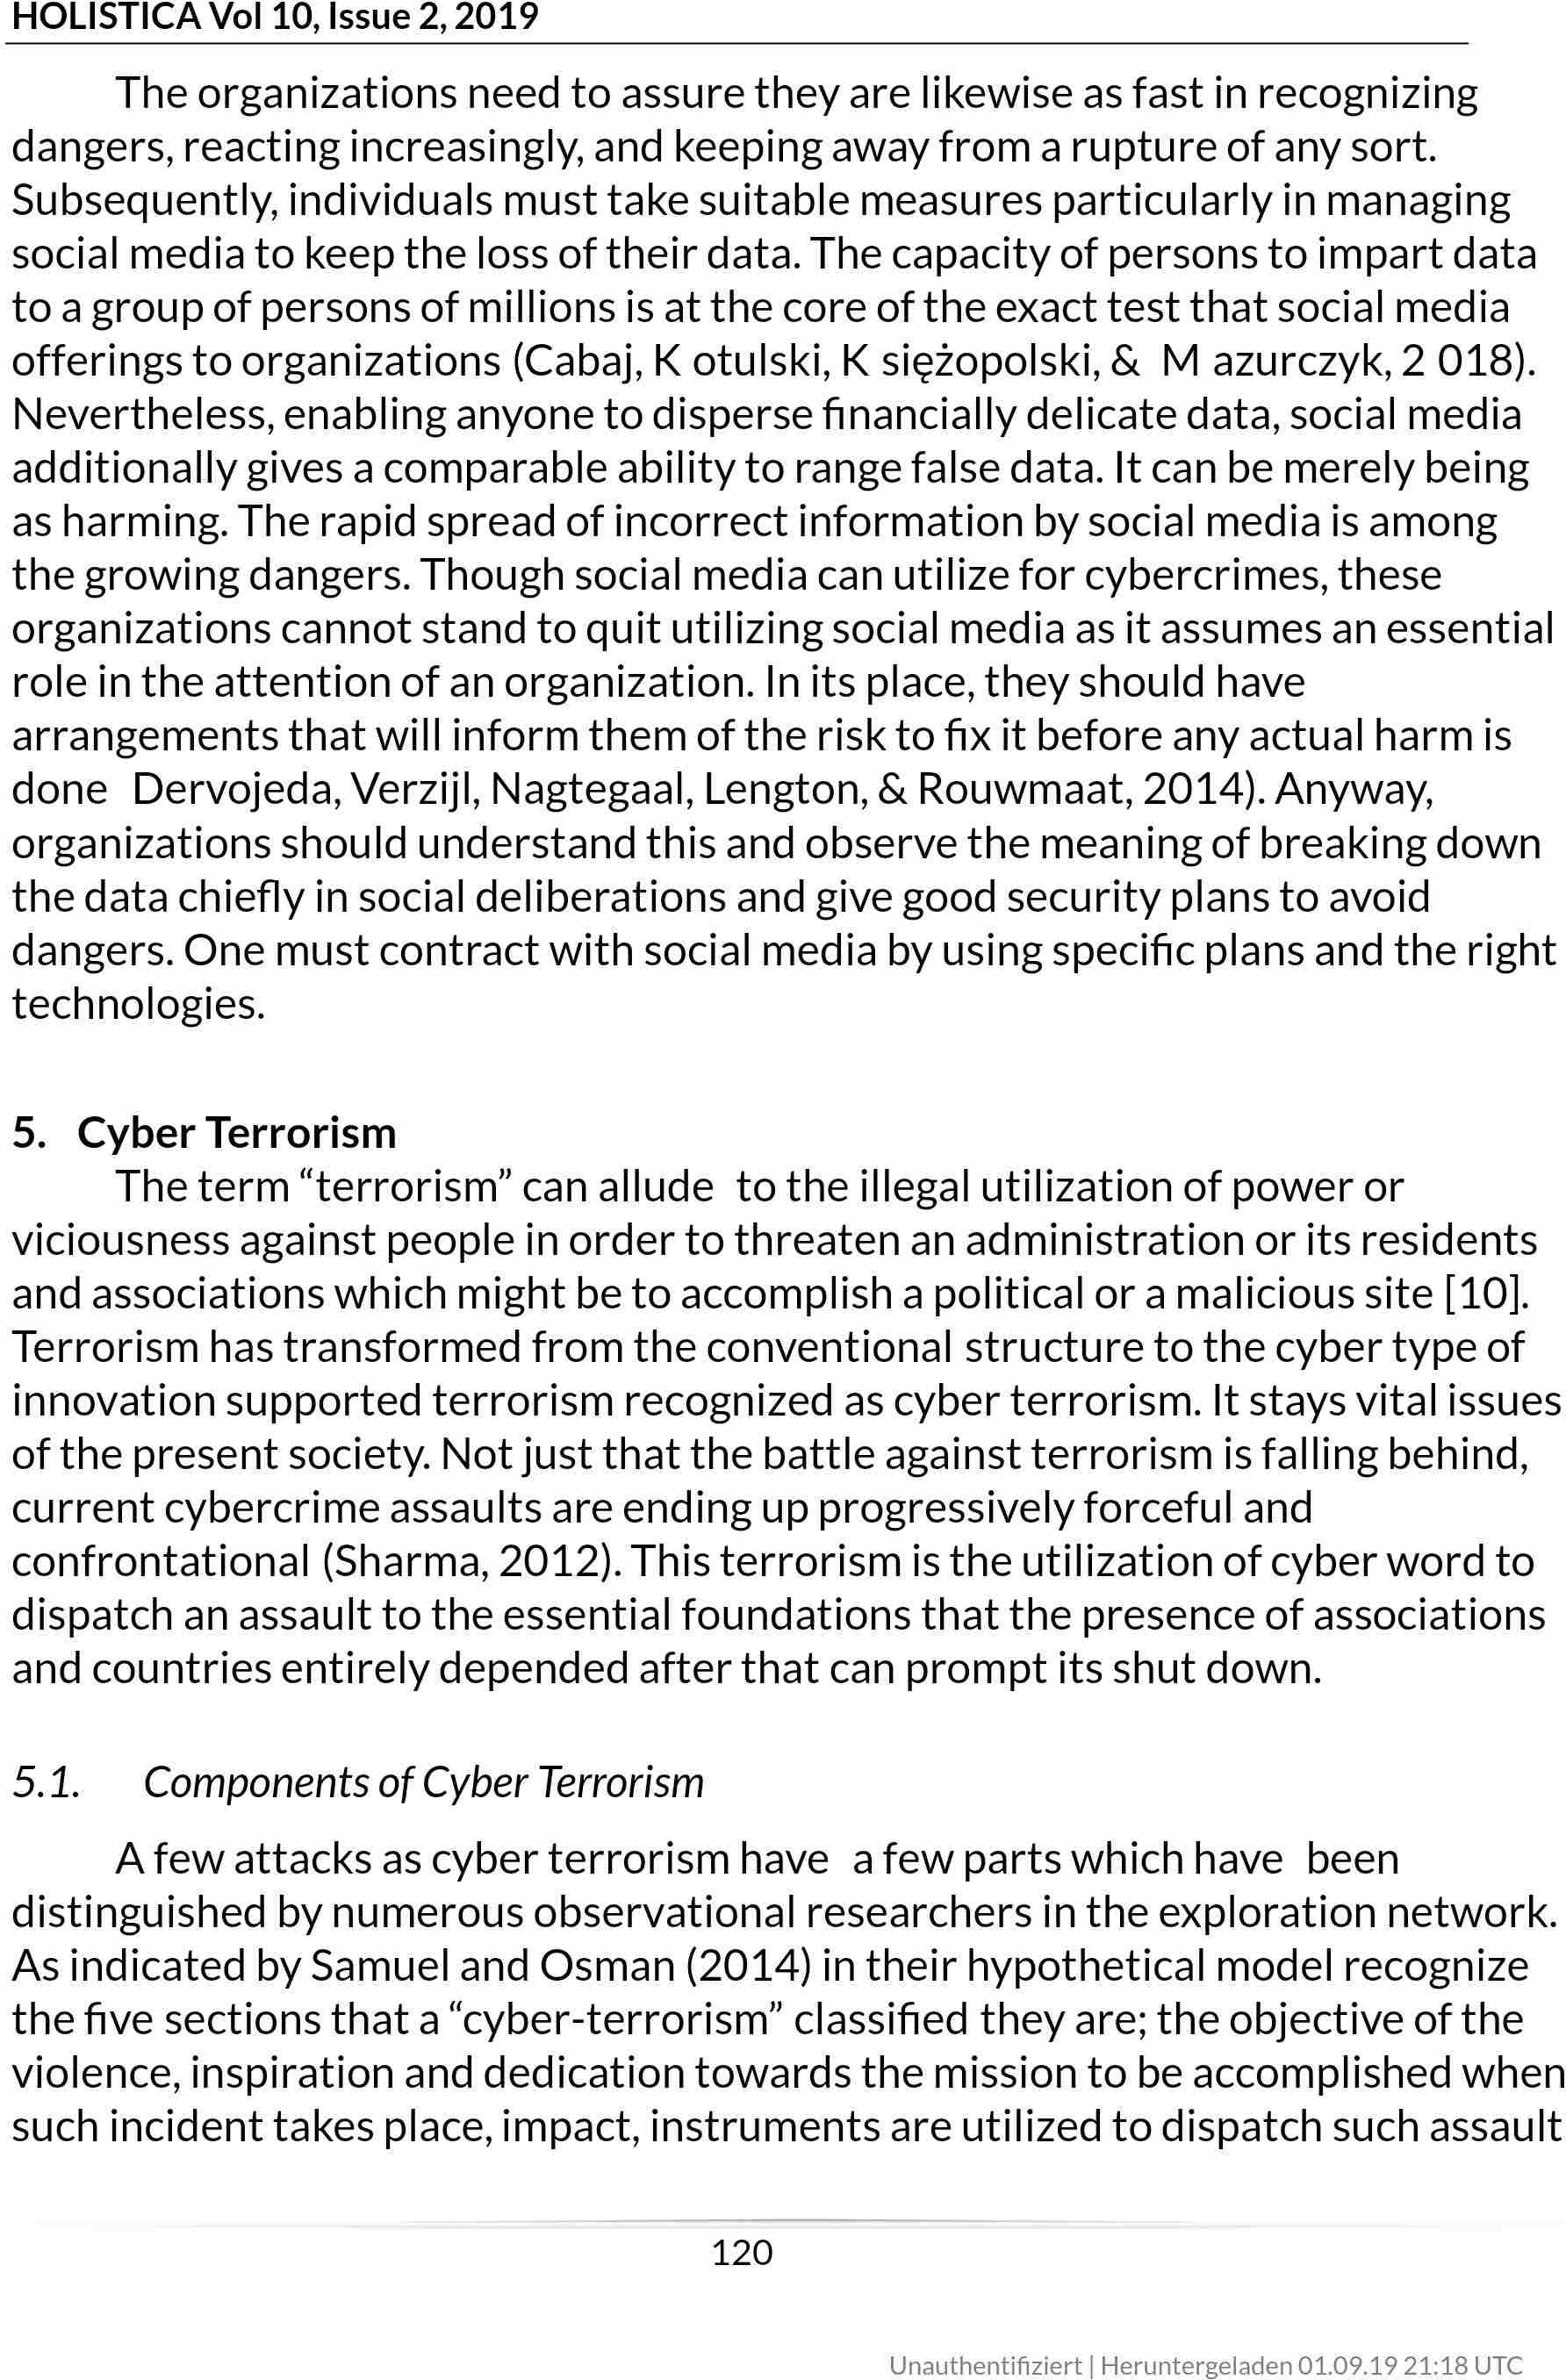 HOLISTICA Vol 10, Issue 2, 2019
The organizations need to assure they are likewise as fast in recognizing
dangers, reacting increasingly, and keeping away from a rupture of any sort.
Subsequently, individuals must take suitable measures particularly in managing
social media to keep the loss of their data. The capacity of persons to impart data
to a group of persons of millions is at the core of the exact test that social media
offerings to organizations (Cabaj, K otulski, K siężopolski, & M azurczyk, 2 018).
Nevertheless, enabling anyone to disperse financially delicate data, social media
additionally gives a comparable ability to range false data. It can be merely being
as harming. The rapid spread of incorrect information by social media is among
the growing dangers. Though social media can utilize for cybercrimes, these
organizations cannot stand to quit utilizing social media as it assumes an essential
role in the attention of an organization. In its place, they should have
arrangements that will inform them of the risk to fix it before any actual harm is
done Dervojeda, Verzijl, Nagtegaal, Lengton, & Rouwmaat, 2014). Anyway,
organizations should understand this and observe the meaning of breaking down
the data chiefly in social deliberations and give good security plans to avoid
dangers. One must contract with social media by using specific plans and the right
technologies.
5. Cyber Terrorism
The term “terrorism” can allude to the illegal utilization of power or
viciousness against people in order to threaten an administration or its residents
and associations which might be to accomplish a political or a malicious site [10].
Terrorism has transformed from the conventional structure to the cyber type of
innovation supported terrorism recognized as cyber terrorism. It stays vital issues
of the present society. Not just that the battle against terrorism is falling behind,
current cybercrime assaults are ending up progressively forceful and
confrontational (Sharma, 2012). This terrorism is the utilization of cyber word to
dispatch an assault to the essential foundations that the presence of associations
and countries entirely depended after that can prompt its shut down.
5.1. Components of Cyber Terrorism
A few attacks as cyber terrorism have a few parts which have been
distinguished by numerous observational researchers in the exploration network.
As indicated by Samuel and Osman (2014) in their hypothetical model recognize
the five sections that a “cyber-terrorism” classified they are; the objective of the
violence, inspiration and dedication towards the mission to be accomplished when
such incident takes place, impact, instruments are utilized to dispatch such assault
120
Unauthentifiziert | Heruntergeladen 01.09.19 21:18 UTC